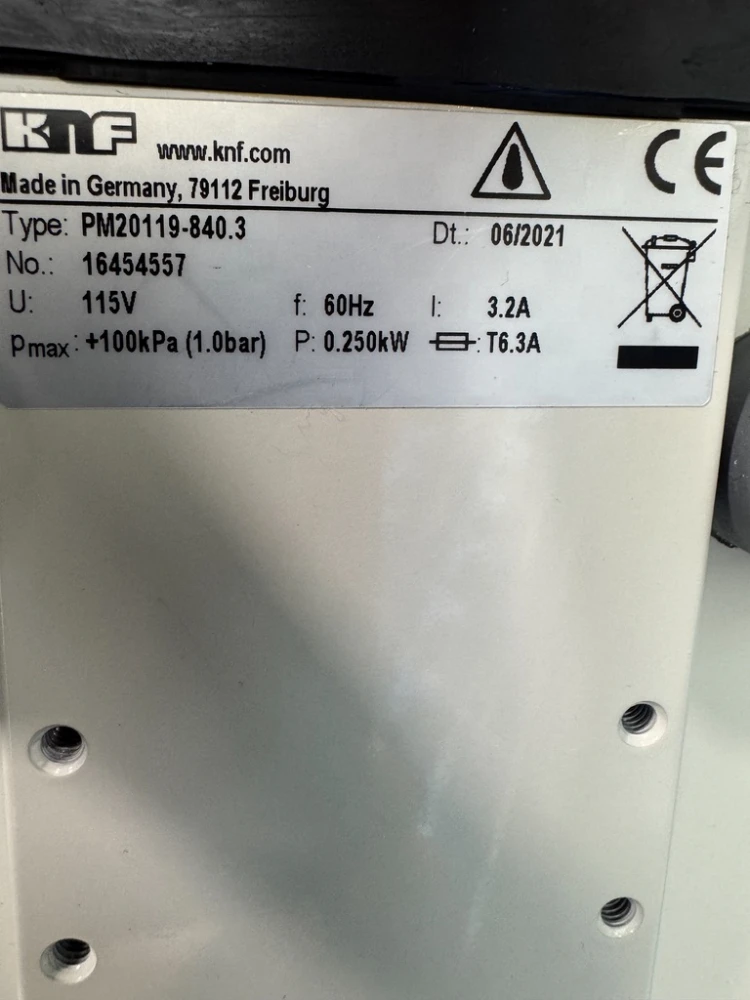 KNF www.knf.com CE
Made in Germany, 79112 Freiburg
Type: PM20119-840.3 Dt.: 06/2021
No.: 16454557
U: 115V f: 60Hz I: 3.2A
pmax: +100kPa (1.0bar) P: 0.250kW : T6.3A